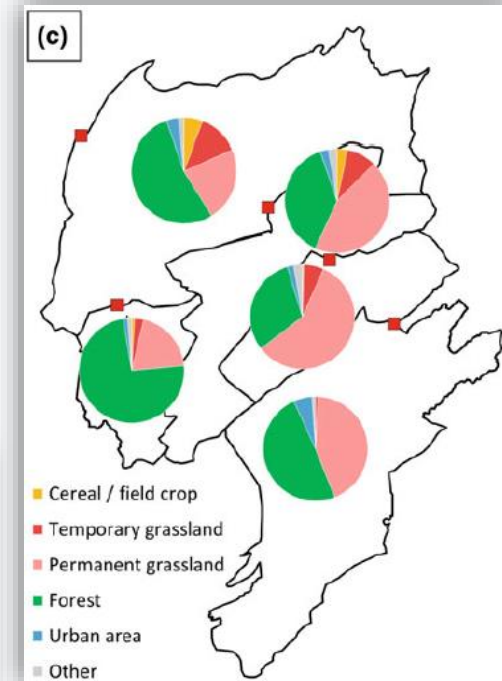 (c)
Cereal / field crop
Temporary grassland
Permanent grassland
Forest
Urban area
Other